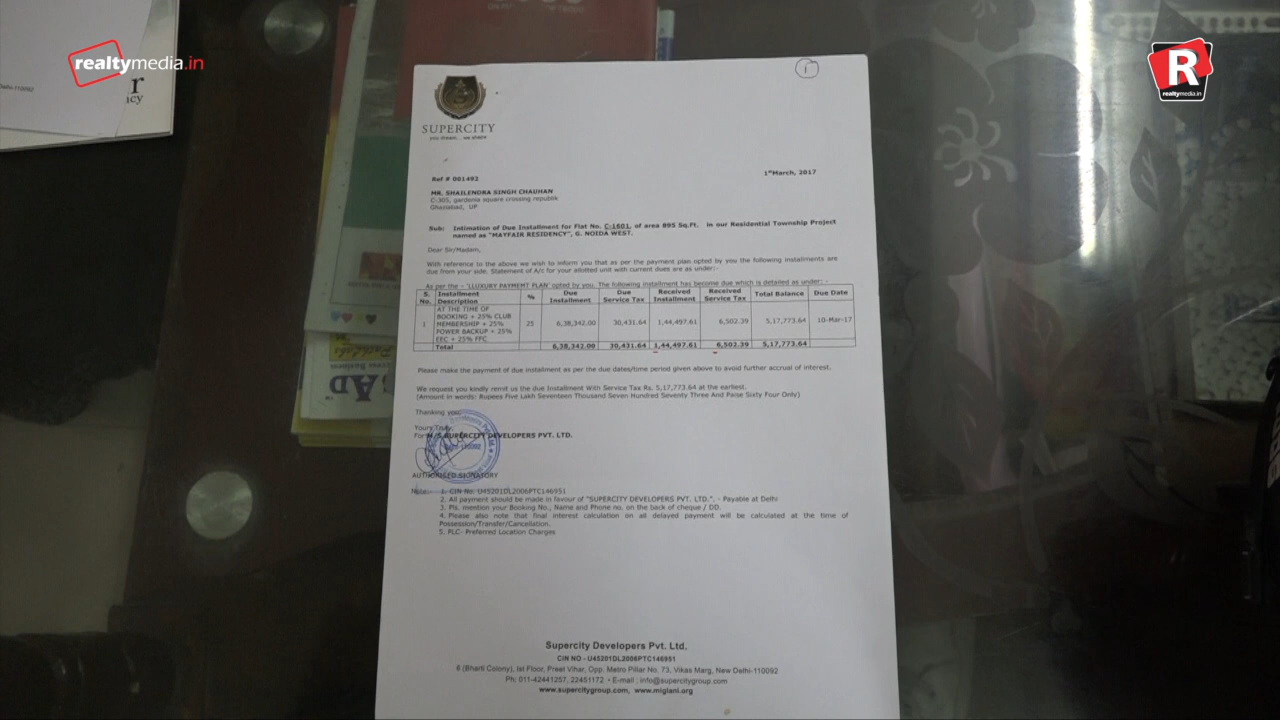 realtymedia.in
R
realtymedia.in
Delhi-110092
1
SUPERCITY
you dream... we share
Ref # 001492
1st March, 2017
MR. SHAILENDRA SINGH CHAUHAN
C-305, gardenia square crossing republik
Ghaziabad, UP
Sub: Intimation of Due Installment for Flat No. C-1601, of area 895 Sq.Ft. in our Residential Township Project
named as "MAYFAIR RESIDENCY", G. NOIDA WEST.
Dear Sir/Madam,
With reference to the above we wish to inform you that as per the payment plan opted by you the following installments are
due from your side. Statement of A/c for your allotted unit with current dues are as under:-
As per the - 'LLUXURY PAYMENT PLAN' opted by you. The following installment has become due which is detailed as under: -
S. No. Installment Description % Due Installment Due Service Tax Received Installment Received Service Tax Total Balance Due Date
1 AT THE TIME OF BOOKING + 25% CLUB MEMBERSHIP + 25% POWER BACKUP + 25% EEC + 25% FFC 25 6,38,342.00 30,431.64 1,44,497.61 6,502.39 5,17,773.64 10-Mar-17
Total 6,38,342.00 30,431.64 1,44,497.61 6,502.39 5,17,773.64
Please make the payment of due installment as per the due dates/time period given above to avoid further accrual of interest.
We request you kindly remit us the due Installment With Service Tax Rs. 5,17,773.64 at the earliest.
(Amount in words: Rupees Five Lakh Seventeen Thousand Seven Hundred Seventy Three And Paise Sixty Four Only)
Thanking you,
Youry Truly,
For M/S SUPERCITY DEVELOPERS PVT. LTD.
AUTHORISED SIGNATORY
Note:- 1. CIN No. U45201DL2006PTC146951
2. All payment should be made in favour of "SUPERCITY DEVELOPERS PVT. LTD.". - Payable at Delhi
3. Pls. mention your Booking No., Name and Phone no. on the back of cheque / DD.
4. Please also note that final interest calculation on all delayed payment will be calculated at the time of
Possession/Transfer/Cancellation.
5. PLC- Preferred Location Charges
Supercity Developers Pvt. Ltd.
CIN NO - U45201DL2006PTC146951
6 (Bharti Colony), Ist Floor, Preet Vihar, Opp. Metro Pillar No. 73, Vikas Marg, New Delhi-110092
Ph: 011-42441257, 22451172 • E-mail : info@supercitygroup.com
www.supercitygroup.com, www.miglani.org